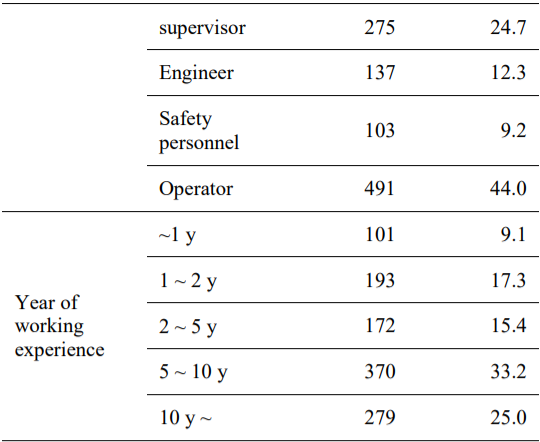 supervisor 275 24.7
Engineer 137 12.3
Safety
personnel 103 9.2
Operator 491 44.0
Year of
working
experience
~1 y 101 9.1
1 ~ 2 y 193 17.3
2 ~ 5 y 172 15.4
5 ~ 10 y 370 33.2
10 y ~ 279 25.0